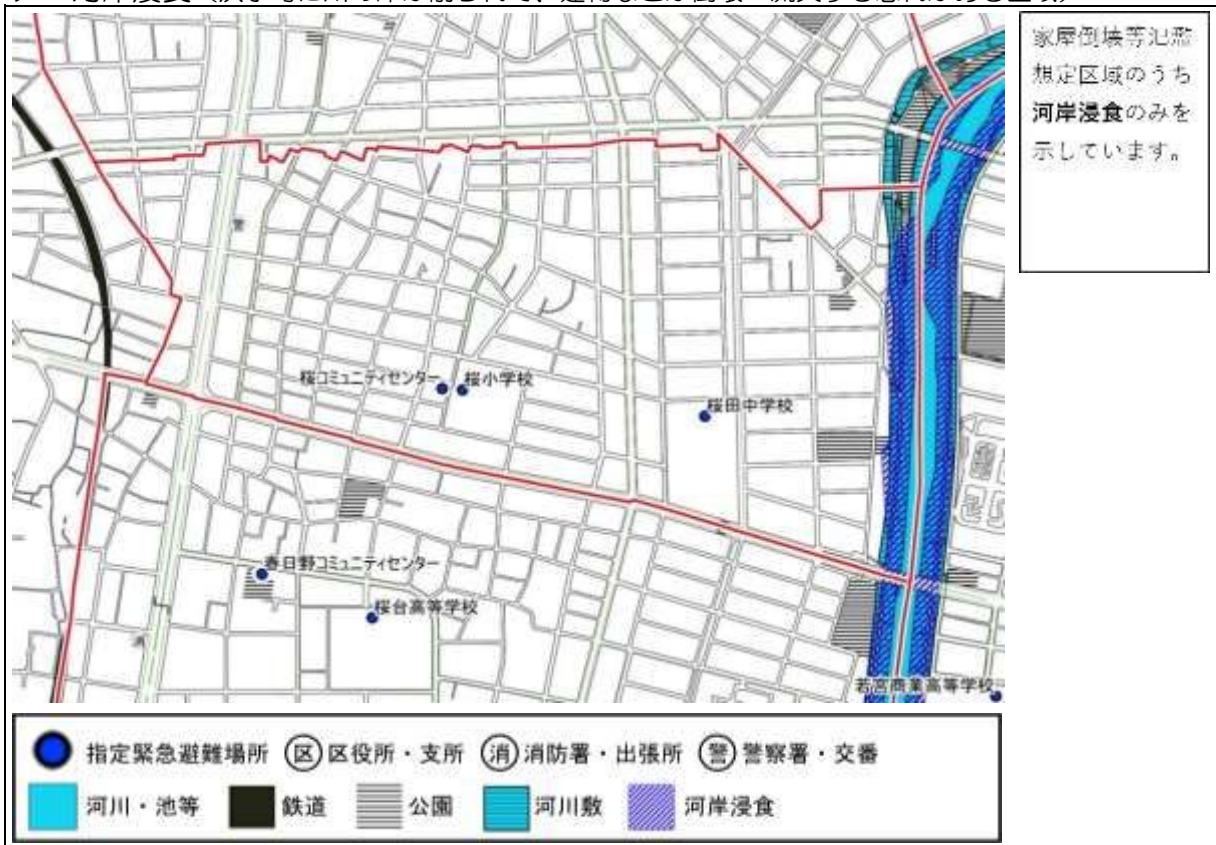 家屋倒壊等氾濫
想定区域のうち
河岸浸食のみを
示しています。
桜コミュニティセンター
桜小学校
桜田中学校
春日野コミュニティセンター
桜台高等学校
若宮商業高等学校
指定緊急避難場所 区 区役所・支所 消 消防署・出張所 警 警察署・交番
河川・池等 鉄道 公園 河川敷 河岸浸食